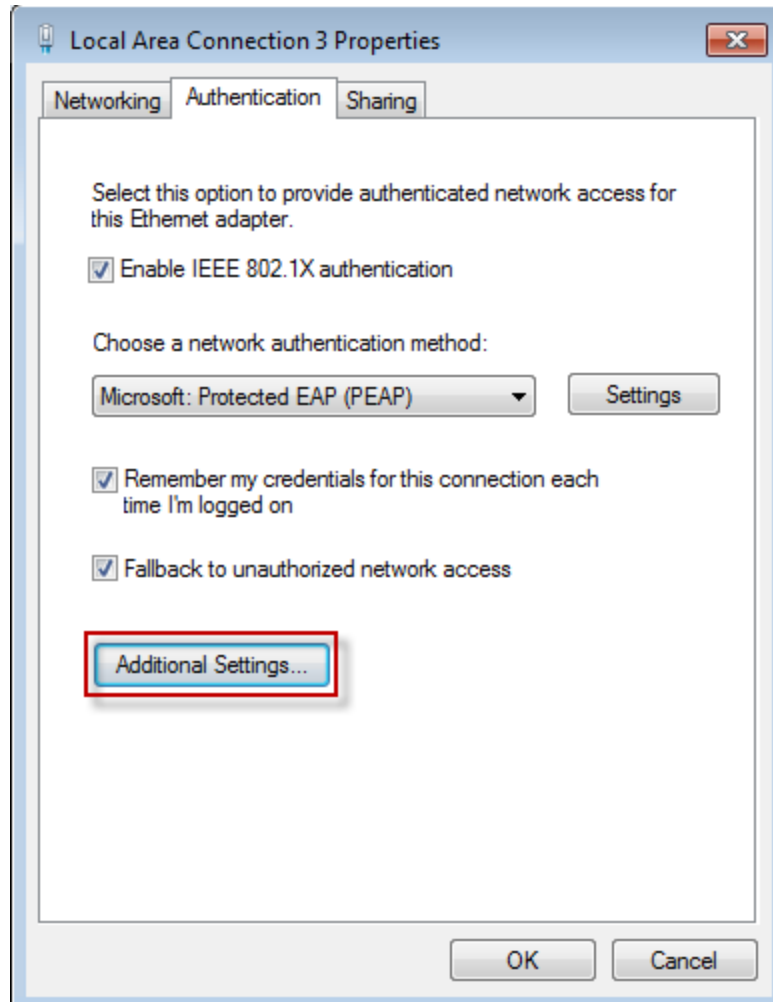 Local Area Connection 3 Properties
Networking Authentication Sharing
Select this option to provide authenticated network access for
this Ethernet adapter.
Enable IEEE 802.1X authentication
Choose a network authentication method:
Microsoft: Protected EAP (PEAP) Settings
Remember my credentials for this connection each
time I'm logged on
Fallback to unauthorized network access
Additional Settings...
OK Cancel